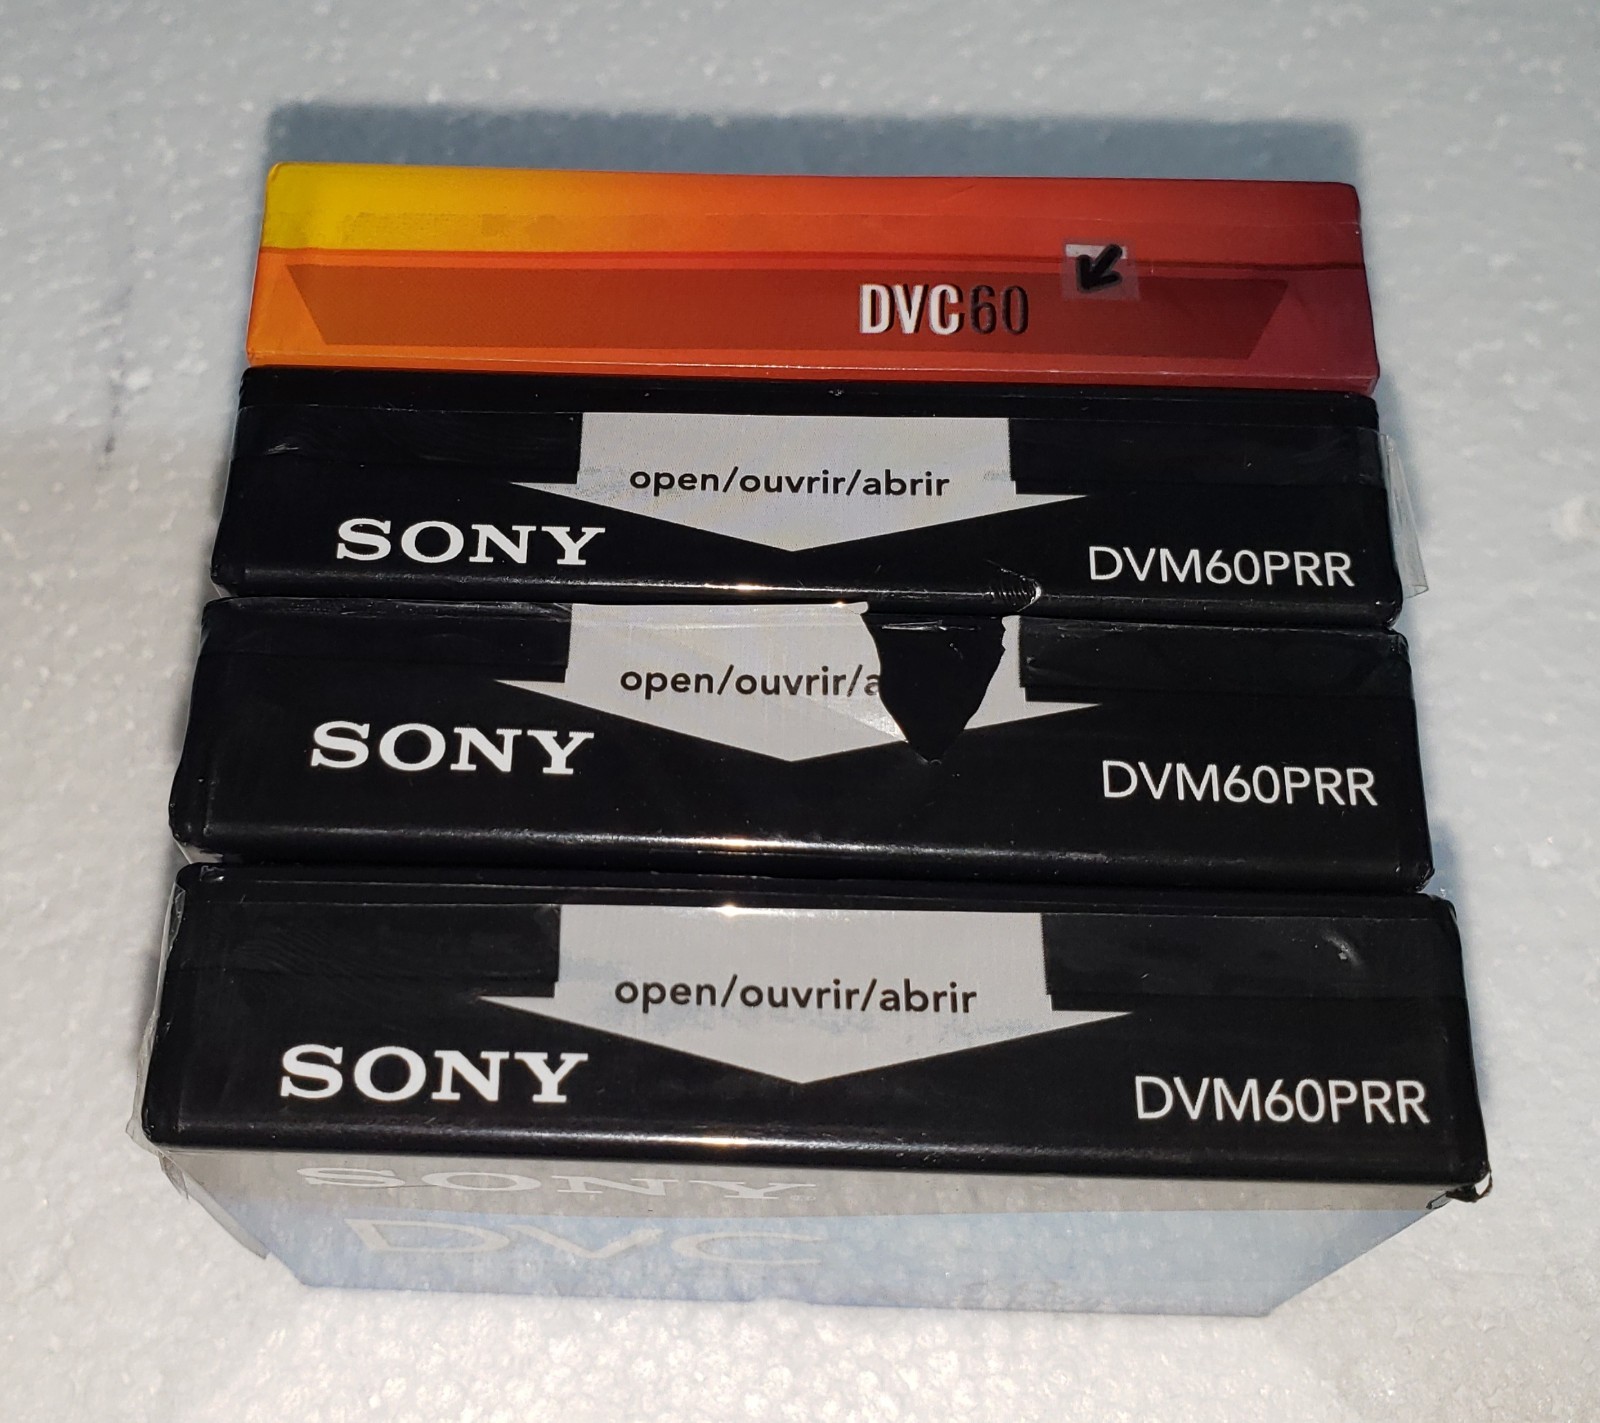 DVC60
open/ouvrir/abrir
SONY DVM60PRR
open/ouvrir/a
SONY DVM60PRR
open/ouvrir/abrir
SONY DVM60PRR
SONY
DVC